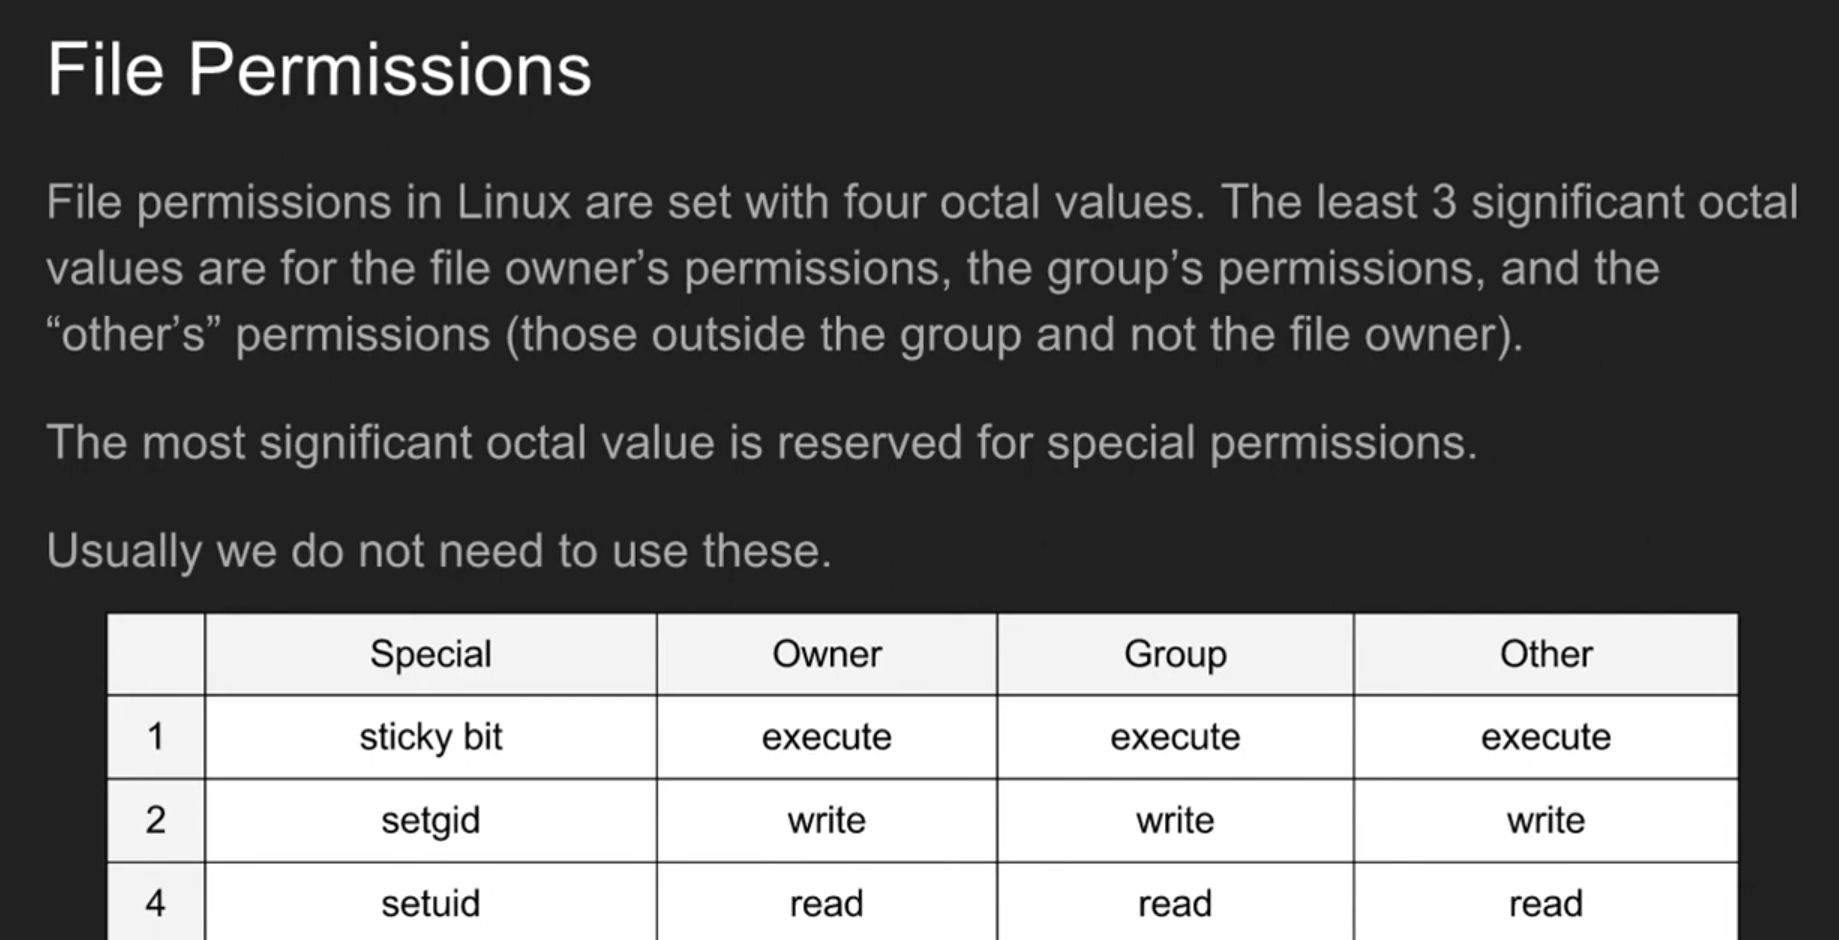 File Permissions
File permissions in Linux are set with four octal values. The least 3 significant octal
values are for the file owner’s permissions, the group’s permissions, and the
“other’s” permissions (those outside the group and not the file owner).
The most significant octal value is reserved for special permissions.
Usually we do not need to use these.
Special Owner Group Other
1 sticky bit execute execute execute
2 setgid write write write
4 setuid read read read